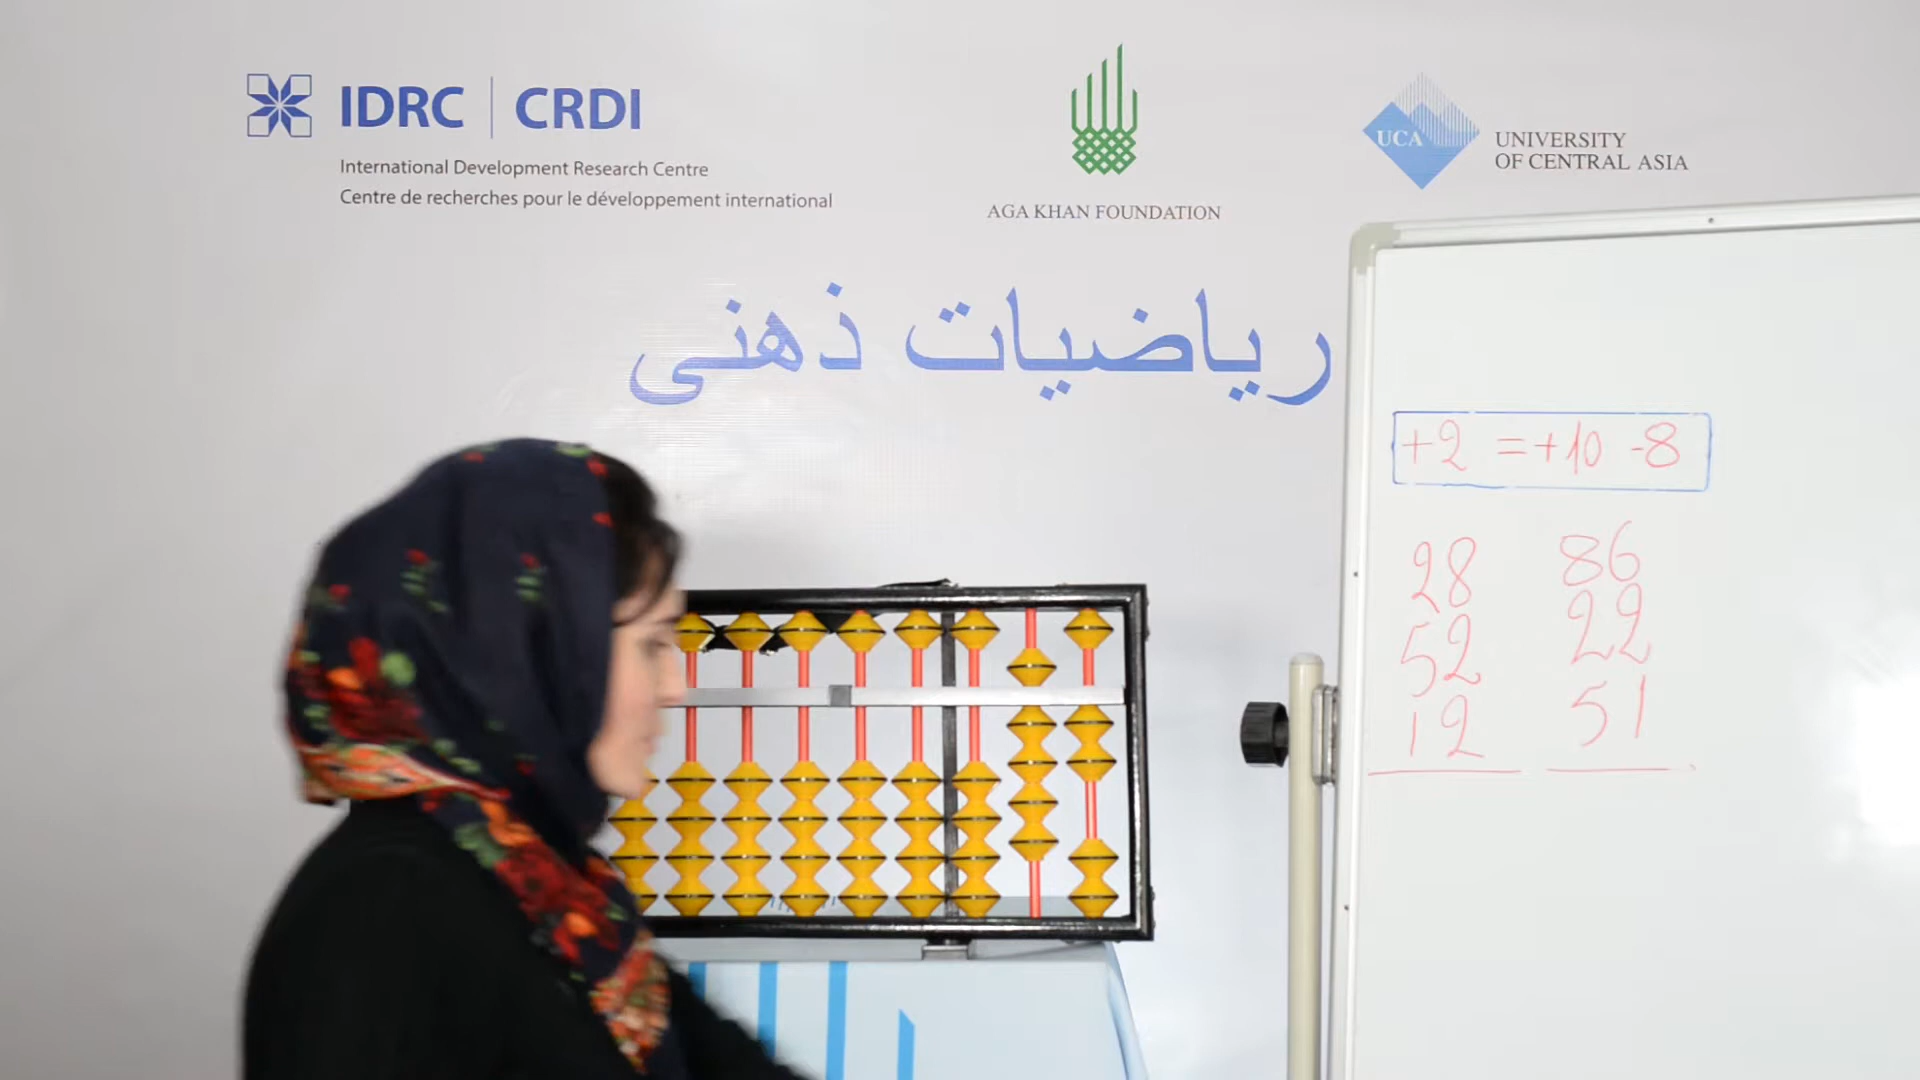 IDRC | CRDI
International Development Research Centre
Centre de recherches pour le développement international
AGA KHAN FOUNDATION
UCA
UNIVERSITY
OF CENTRAL ASIA
ریاضیات ذهنی
+2 =+10 -8
28 86
52 22
12 51